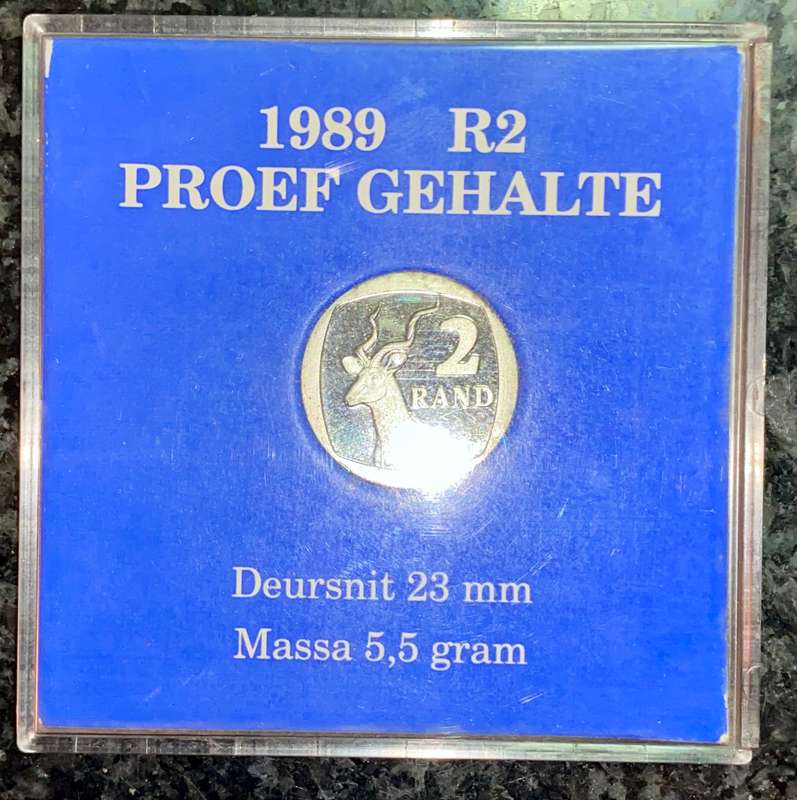 1989 R2
PROEF GEHALTE
2
RAND
Deursnit 23 mm
Massa 5,5 gram